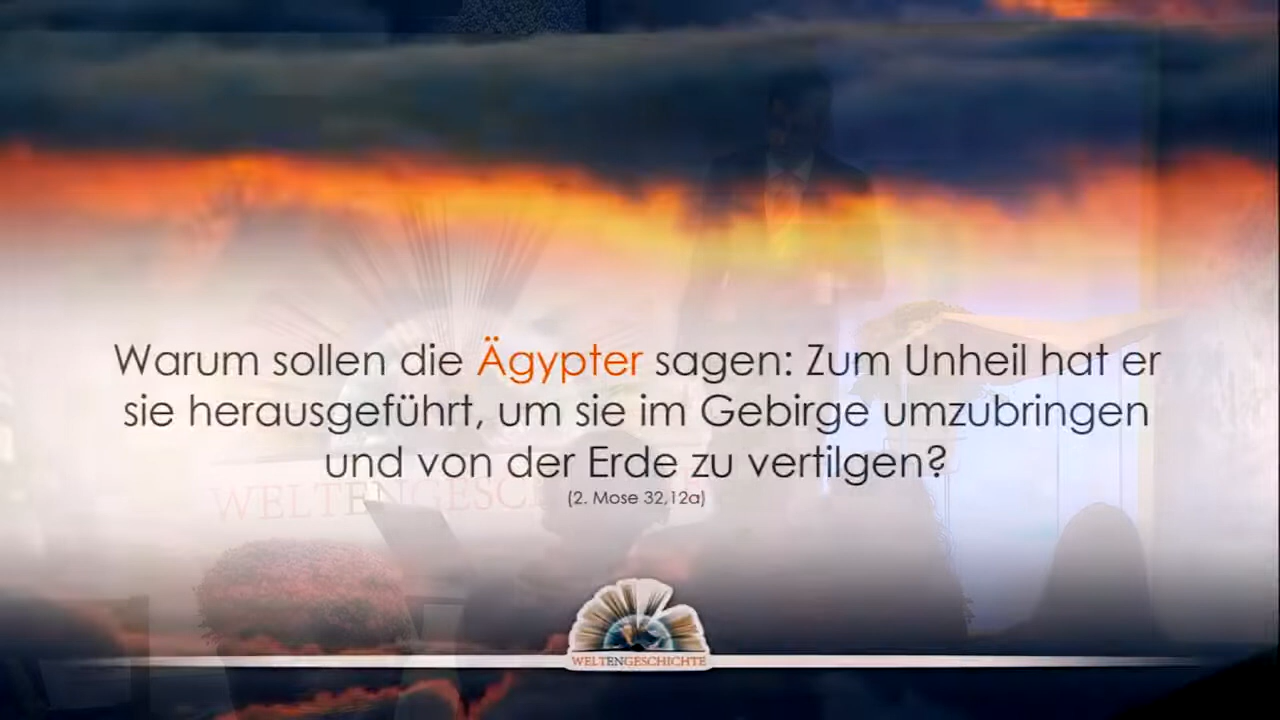 Warum sollen die Ägypter sagen: Zum Unheil hat er
sie herausgeführt, um sie im Gebirge umzubringen
und von der Erde zu vertilgen?
(2. Mose 32,12a)
WELTENGESCH
WELTENGESCHICHTE